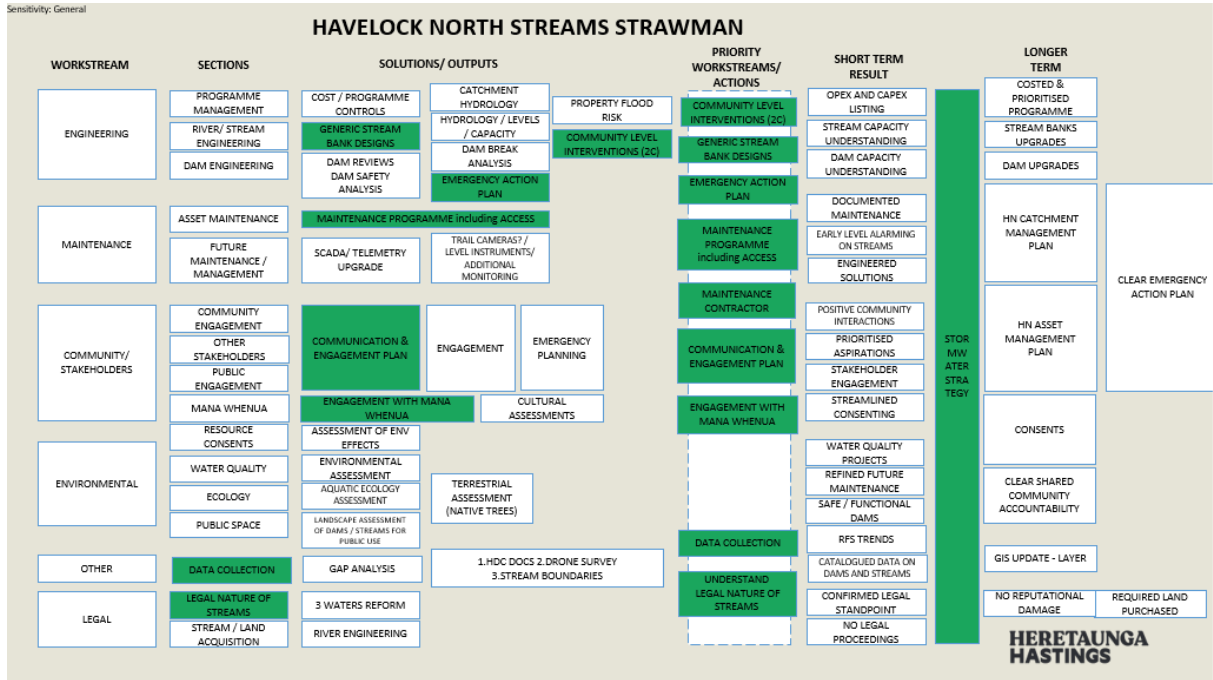 Sensitivity: General
HAVELOCK NORTH STREAMS STRAWMAN
WORKSTREAM
SECTIONS
SOLUTIONS/ OUTPUTS
PRIORITY
WORKSTREAMS/
ACTIONS
SHORT TERM
RESULT
LONGER
TERM
ENGINEERING
PROGRAMME
MANAGEMENT
RIVER/ STREAM
ENGINEERING
DAM ENGINEERING
COST / PROGRAMME
CONTROLS
GENERIC STREAM
BANK DESIGNS
DAM REVIEWS
DAM SAFETY
ANALYSIS
CATCHMENT
HYDROLOGY
HYDROLOGY / LEVELS
/ CAPACITY
DAM BREAK
ANALYSIS
EMERGENCY ACTION
PLAN
PROPERTY FLOOD
RISK
COMMUNITY LEVEL
INTERVENTIONS (2C)
MAINTENANCE
ASSET MAINTENANCE
FUTURE
MAINTENANCE /
MANAGEMENT
MAINTENANCE PROGRAMME including ACCESS
SCADA/ TELEMETRY
UPGRADE
TRAIL CAMERAS? /
LEVEL INSTRUMENTS/
ADDITIONAL
MONITORING
COMMUNITY/
STAKEHOLDERS
COMMUNITY
ENGAGEMENT
OTHER
STAKEHOLDERS
PUBLIC
ENGAGEMENT
MANA WHENUA
COMMUNICATION &
ENGAGEMENT PLAN
ENGAGEMENT
EMERGENCY
PLANNING
ENGAGEMENT WITH MANA
WHENUA
CULTURAL
ASSESSMENTS
ENVIRONMENTAL
RESOURCE
CONSENTS
WATER QUALITY
ECOLOGY
PUBLIC SPACE
ASSESSMENT OF ENV
EFFECTS
ENVIRONMENTAL
ASSESSMENT
AQUATIC ECOLOGY
ASSESSMENT
LANDSCAPE ASSESSMENT
OF DAMS / STREAMS FOR
PUBLIC USE
TERRESTRIAL
ASSESSMENT
(NATIVE TREES)
OTHER
DATA COLLECTION
GAP ANALYSIS
1.HDC DOCS 2.DRONE SURVEY
3.STREAM BOUNDARIES
LEGAL
LEGAL NATURE OF
STREAMS
STREAM / LAND
ACQUISITION
3 WATERS REFORM
RIVER ENGINEERING
COMMUNITY LEVEL
INTERVENTIONS (2C)
GENERIC STREAM
BANK DESIGNS
EMERGENCY ACTION
PLAN
MAINTENANCE
PROGRAMME
including ACCESS
MAINTENANCE
CONTRACTOR
COMMUNICATION &
ENGAGEMENT PLAN
ENGAGEMENT WITH
MANA WHENUA
DATA COLLECTION
UNDERSTAND
LEGAL NATURE OF
STREAMS
OPEX AND CAPEX
LISTING
STREAM CAPACITY
UNDERSTANDING
DAM CAPACITY
UNDERSTANDING
DOCUMENTED
MAINTENANCE
EARLY LEVEL ALARMING
ON STREAMS
ENGINEERED
SOLUTIONS
POSITIVE COMMUNITY
INTERACTIONS
PRIORITISED
ASPIRATIONS
STAKEHOLDER
ENGAGEMENT
STREAMLINED
CONSENTING
WATER QUALITY
PROJECTS
REFINED FUTURE
MAINTENANCE
SAFE / FUNCTIONAL
DAMS
RFS TRENDS
CATALOGUED DATA ON
DAMS AND STREAMS
CONFIRMED LEGAL
STANDPOINT
NO LEGAL
PROCEEDINGS
STOR
MW
ATER
STRA
TEGY
COSTED &
PRIORITISED
PROGRAMME
STREAM BANKS
UPGRADES
DAM UPGRADES
HN CATCHMENT
MANAGEMENT
PLAN
HN ASSET
MANAGEMENT
PLAN
CONSENTS
CLEAR SHARED
COMMUNITY
ACCOUNTABILITY
GIS UPDATE - LAYER
NO REPUTATIONAL
DAMAGE
CLEAR EMERGENCY
ACTION PLAN
REQUIRED LAND
PURCHASED
HERETAUNGA
HASTINGS